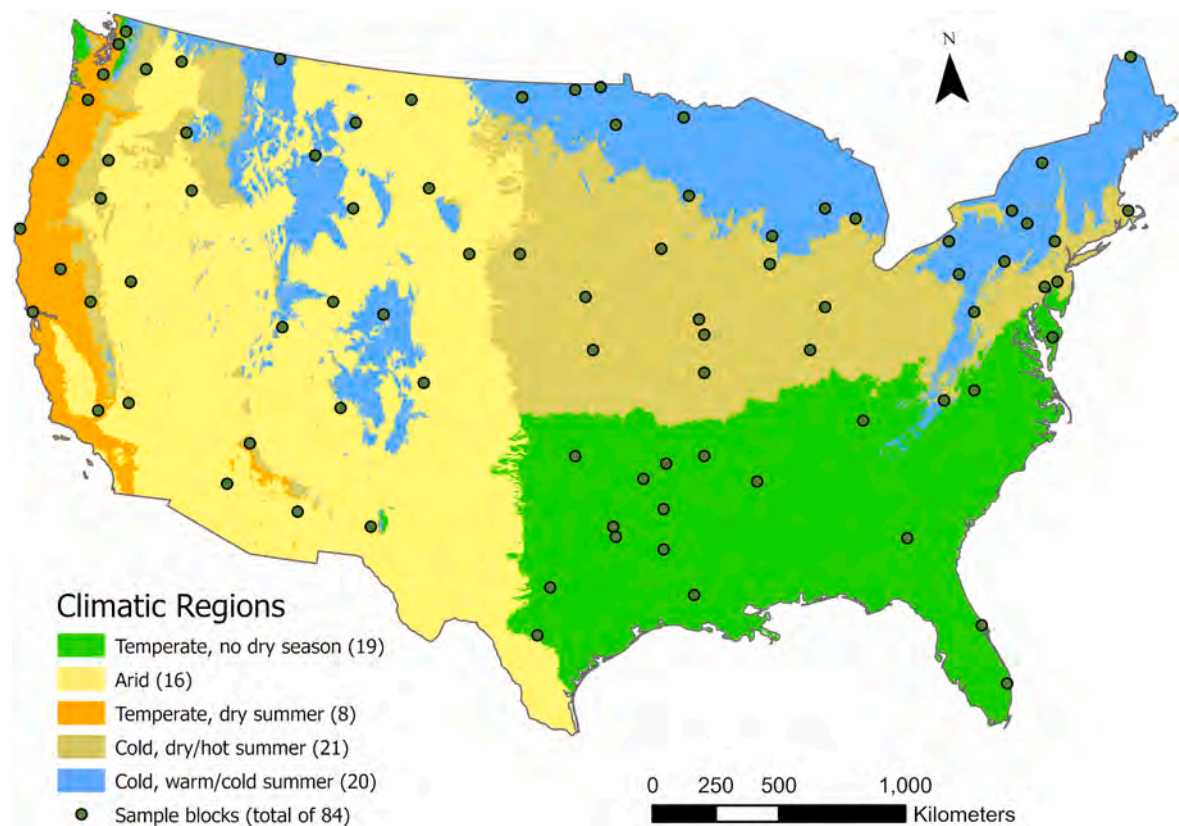 N
Climatic Regions
Temperate, no dry season (19)
Arid (16)
Temperate, dry summer (8)
Cold, dry/hot summer (21)
Cold, warm/cold summer (20)
Sample blocks (total of 84)
0 250 500 1,000
Kilometers